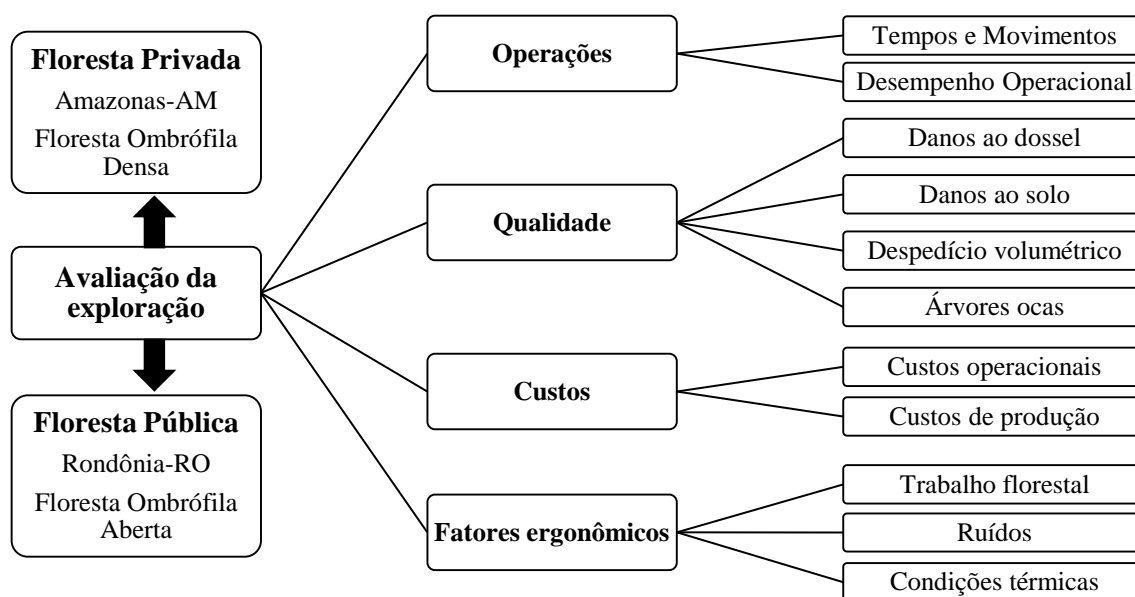 Floresta Privada
Amazonas-AM
Floresta Ombrófila
Densa
Avaliação da
exploração
Floresta Pública
Rondônia-RO
Floresta Ombrófila
Aberta
Operações
Tempos e Movimentos
Desempenho Operacional
Qualidade
Danos ao dossel
Danos ao solo
Despedício volumétrico
Árvores ocas
Custos
Custos operacionais
Custos de produção
Fatores ergonômicos
Trabalho florestal
Ruídos
Condições térmicas